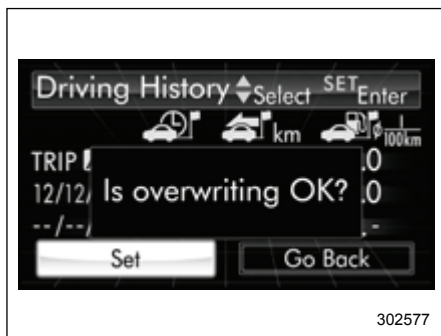 Driving History Select SET Enter
km l/100km
TRIP .0
12/12/ .0
--/--/ .-
Is overwriting OK?
Set Go Back
302577